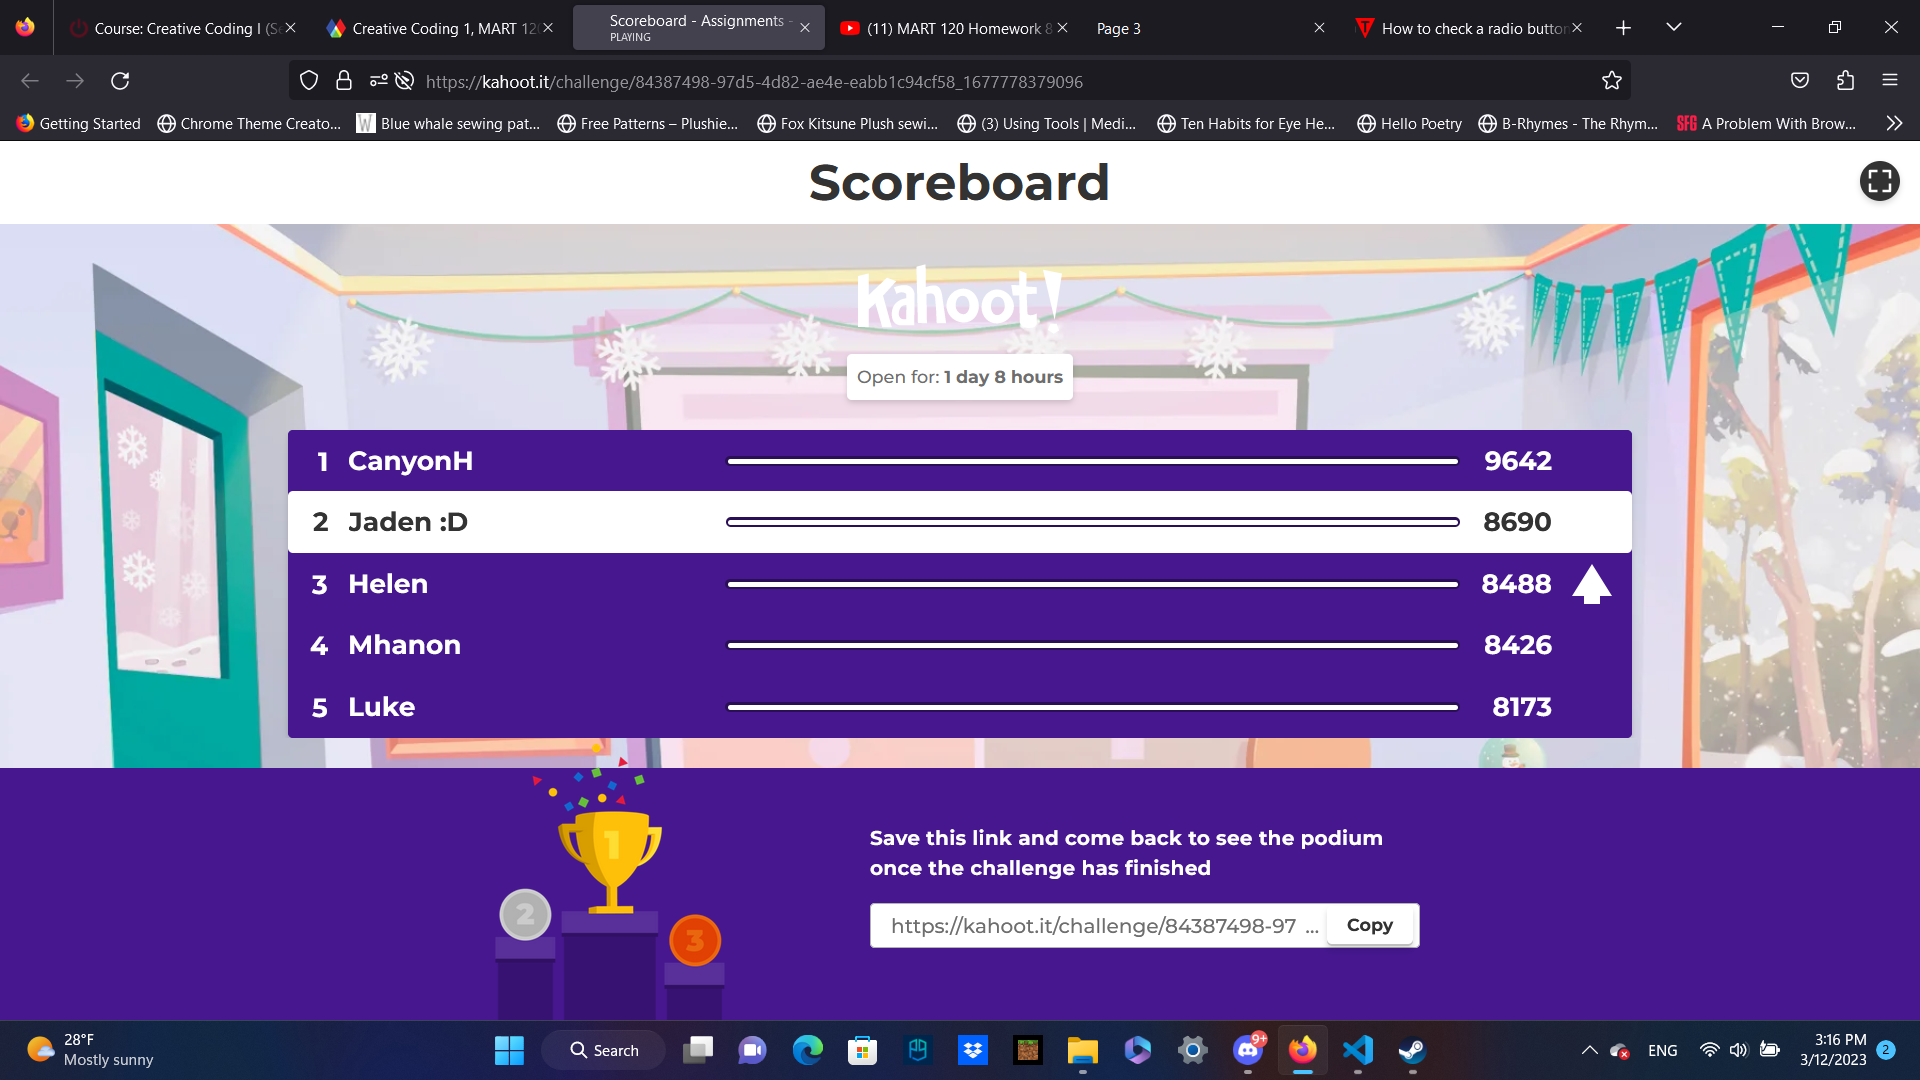 Course: Creative Coding I (Se
Creative Coding 1, MART 120
Scoreboard - Assignments -
PLAYING
(11) MART 120 Homework 8
Page 3
How to check a radio button
https://kahoot.it/challenge/84387498-97d5-4d82-ae4e-eabb1c94cf58_1677778379096
Getting Started
Chrome Theme Creato...
Blue whale sewing pat...
Free Patterns – Plushie...
Fox Kitsune Plush sewi...
(3) Using Tools | Medi...
Ten Habits for Eye He...
Hello Poetry
B-Rhymes - The Rhym...
SFG A Problem With Brow...
Scoreboard
Kahoot!
Open for: 1 day 8 hours
1 CanyonH 9642
2 Jaden :D 8690
3 Helen 8488
4 Mhanon 8426
5 Luke 8173
1
2
3
Save this link and come back to see the podium
once the challenge has finished
https://kahoot.it/challenge/84387498-97 ... Copy
28°F
Mostly sunny
Search
9+
ENG
3:16 PM
3/12/2023
2